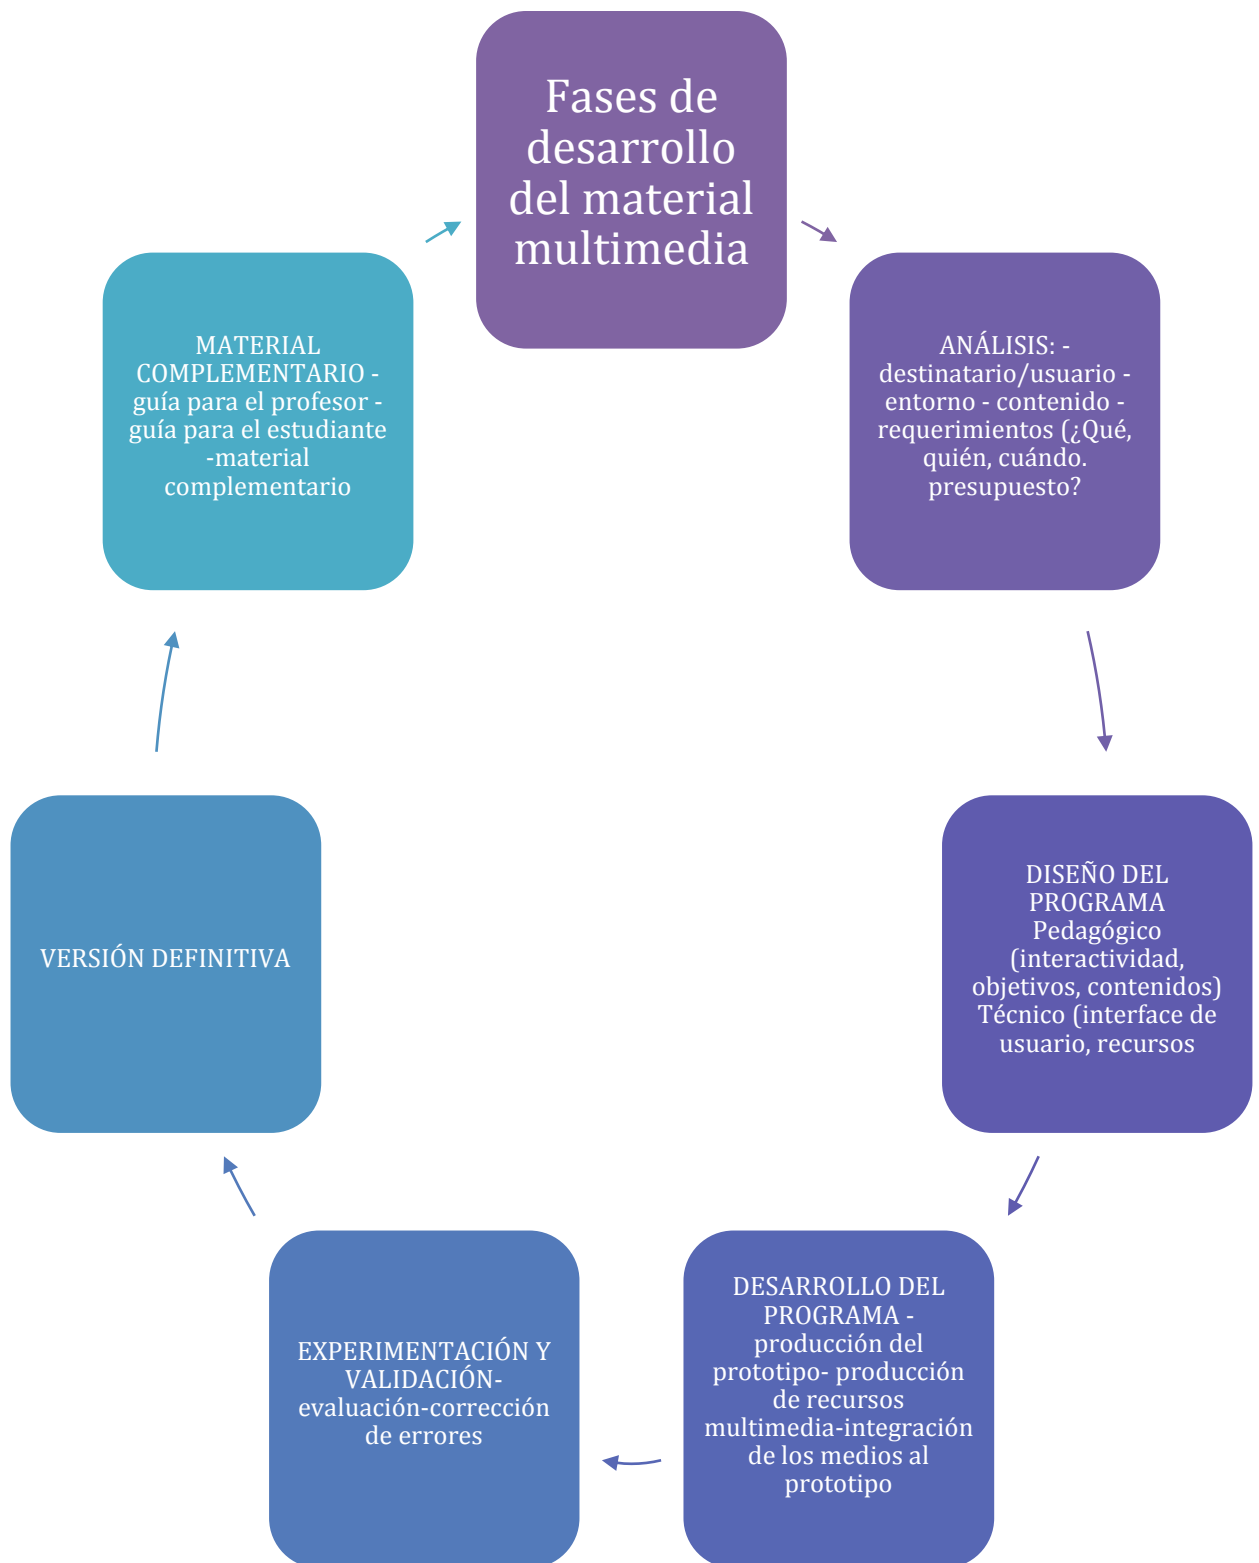 Fases de
desarrollo
del material
multimedia
ANÁLISIS: -
destinatario/usuario -
entorno - contenido -
requerimientos (¿Qué,
quién, cuándo.
presupuesto?
DISEÑO DEL
PROGRAMA
Pedagógico
(interactividad,
objetivos, contenidos)
Técnico (interface de
usuario, recursos
DESARROLLO DEL
PROGRAMA -
producción del
prototipo- producción
de recursos
multimedia-integración
de los medios al
prototipo
EXPERIMENTACIÓN Y
VALIDACIÓN-
evaluación-corrección
de errores
VERSIÓN DEFINITIVA
MATERIAL
COMPLEMENTARIO -
guía para el profesor -
guía para el estudiante
-material
complementario